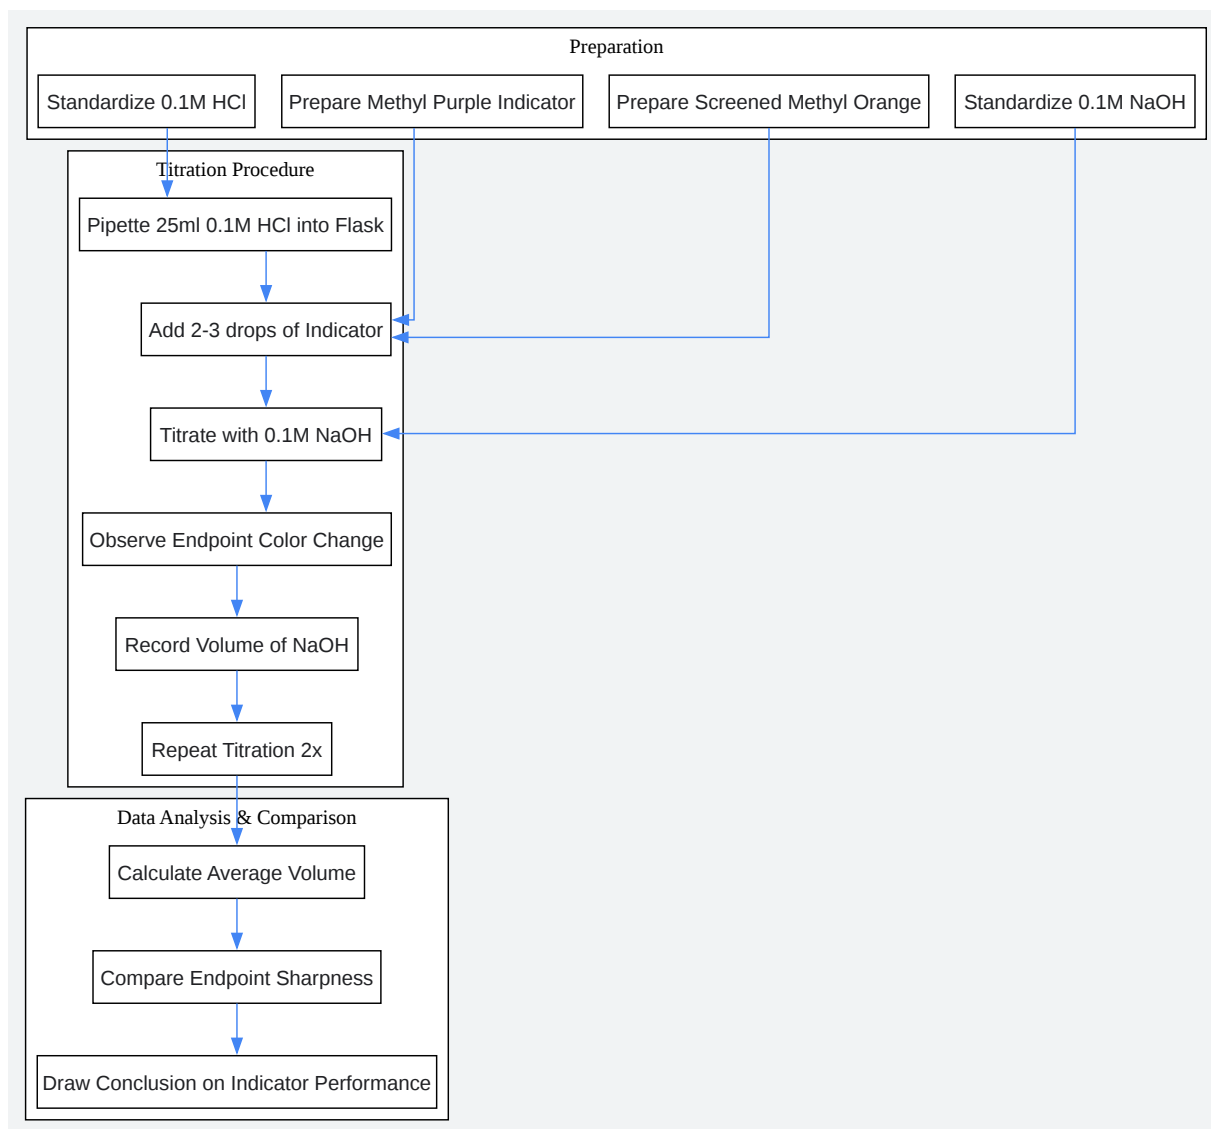 Preparation
Standardize 0.1M HCl
Prepare Methyl Purple Indicator
Prepare Screened Methyl Orange
Standardize 0.1M NaOH
Titration Procedure
Pipette 25ml 0.1M HCl into Flask
Add 2-3 drops of Indicator
Titrate with 0.1M NaOH
Observe Endpoint Color Change
Record Volume of NaOH
Repeat Titration 2x
Data Analysis & Comparison
Calculate Average Volume
Compare Endpoint Sharpness
Draw Conclusion on Indicator Performance